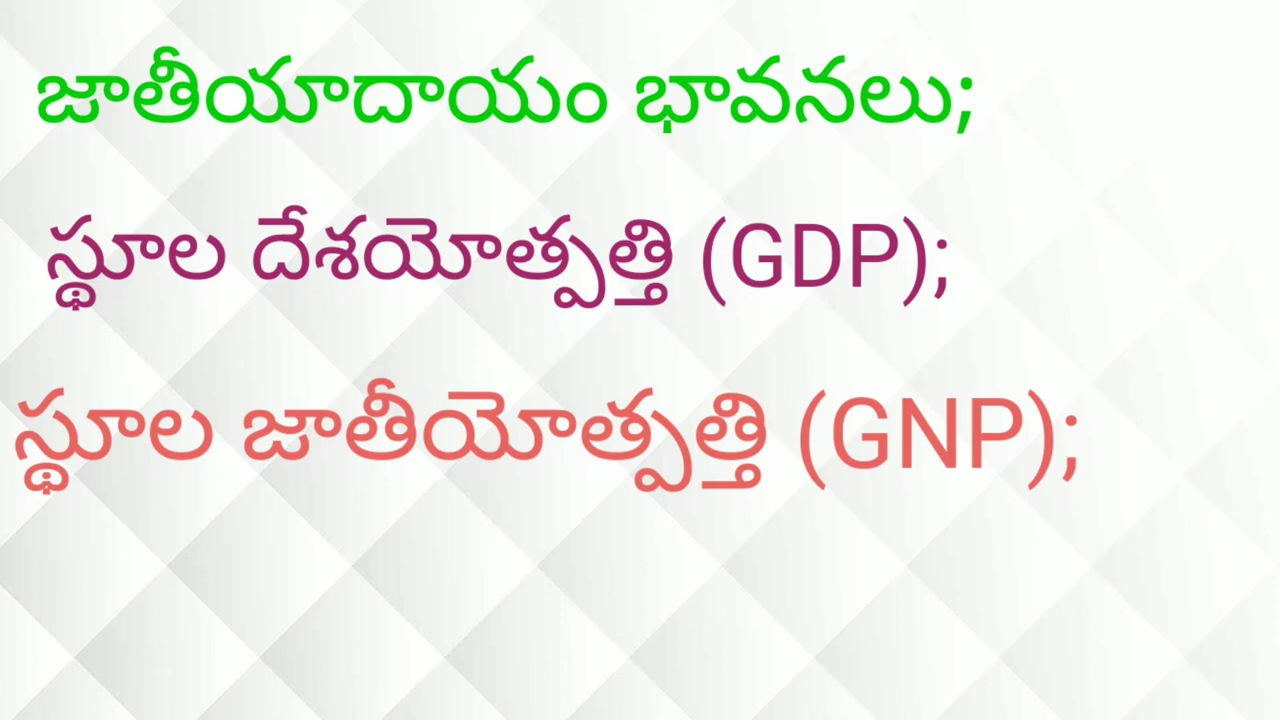 జాతీయాదాయం భావనలు;
స్థూల దేశయోత్పత్తి (GDP);
స్థూల జాతీయోత్పత్తి (GNP);